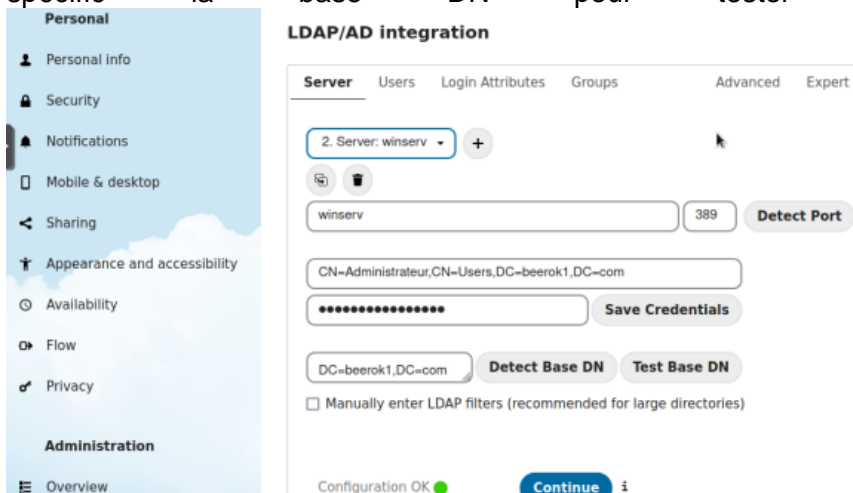 spécifie la base DN pour tester
Personal
Personal info
Security
Notifications
Mobile & desktop
Sharing
Appearance and accessibility
Availability
Flow
Privacy
Administration
Overview
LDAP/AD integration
Server Users Login Attributes Groups Advanced Expert
2. Server: winserv
+
winserv 389 Detect Port
CN=Administrateur,CN=Users,DC=beerok1,DC=com
●●●●●●●●●●●●●●●● Save Credentials
DC=beerok1,DC=com Detect Base DN Test Base DN
Manually enter LDAP filters (recommended for large directories)
Configuration OK Continue i